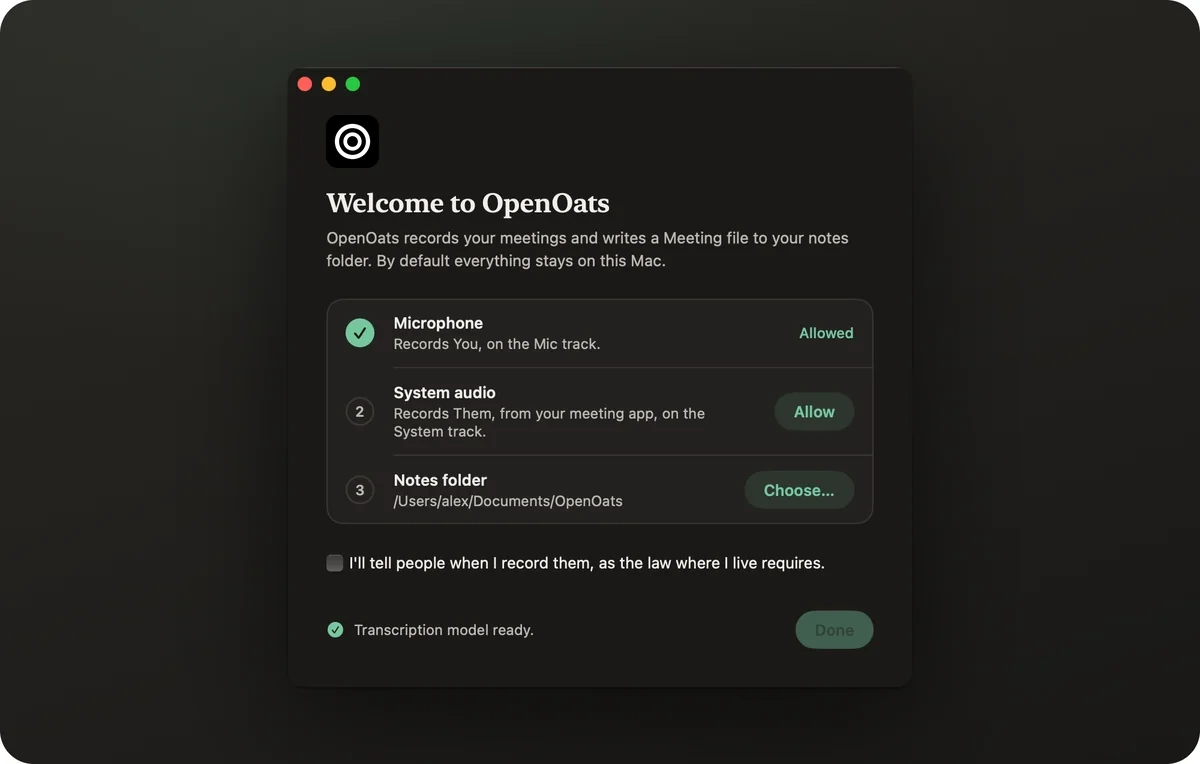 Welcome to OpenOats
OpenOats records your meetings and writes a Meeting file to your notes
folder. By default everything stays on this Mac.
Microphone
Records You, on the Mic track.
Allowed
2
System audio
Records Them, from your meeting app, on the
System track.
Allow
3
Notes folder
/Users/alex/Documents/OpenOats
Choose...
I'll tell people when I record them, as the law where I live requires.
Transcription model ready.
Done